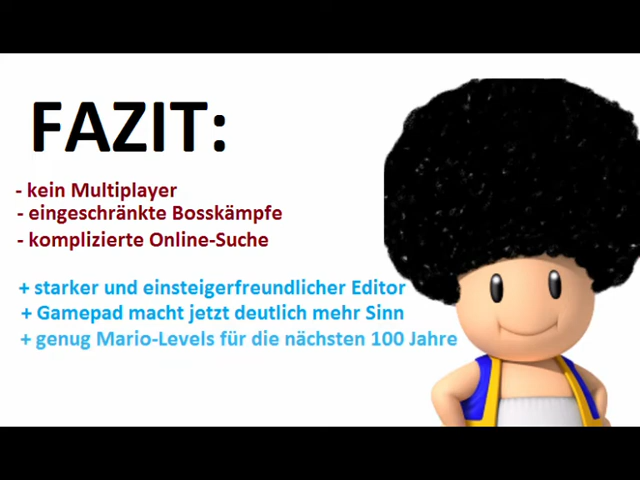 FAZIT:
- kein Multiplayer
- eingeschränkte Bosskämpfe
- komplizierte Online-Suche
+ starker und einsteigerfreundlicher Editor
+ Gamepad macht jetzt deutlich mehr Sinn
+ genug Mario-Levels für die nächsten 100 Jahre